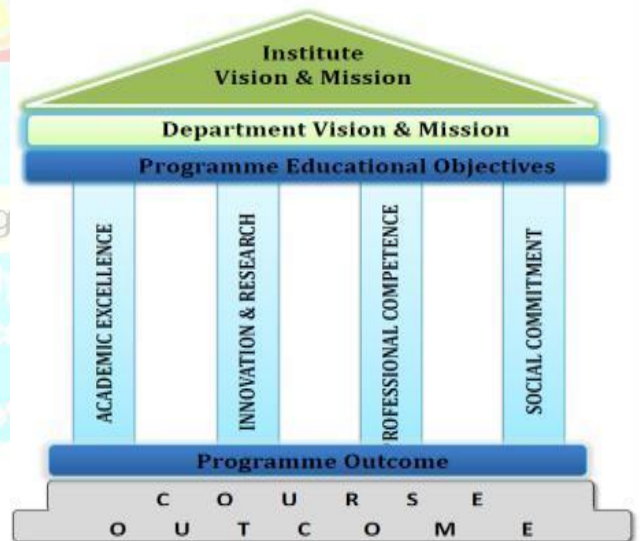 Institute
Vision & Mission
Department Vision & Mission
Programme Educational Objectives
ACADEMIC EXCELLENCE
INNOVATION & RESEARCH
PROFESSIONAL COMPETENCE
SOCIAL COMMITMENT
Programme Outcome
C O U R S E
O U T C O M E